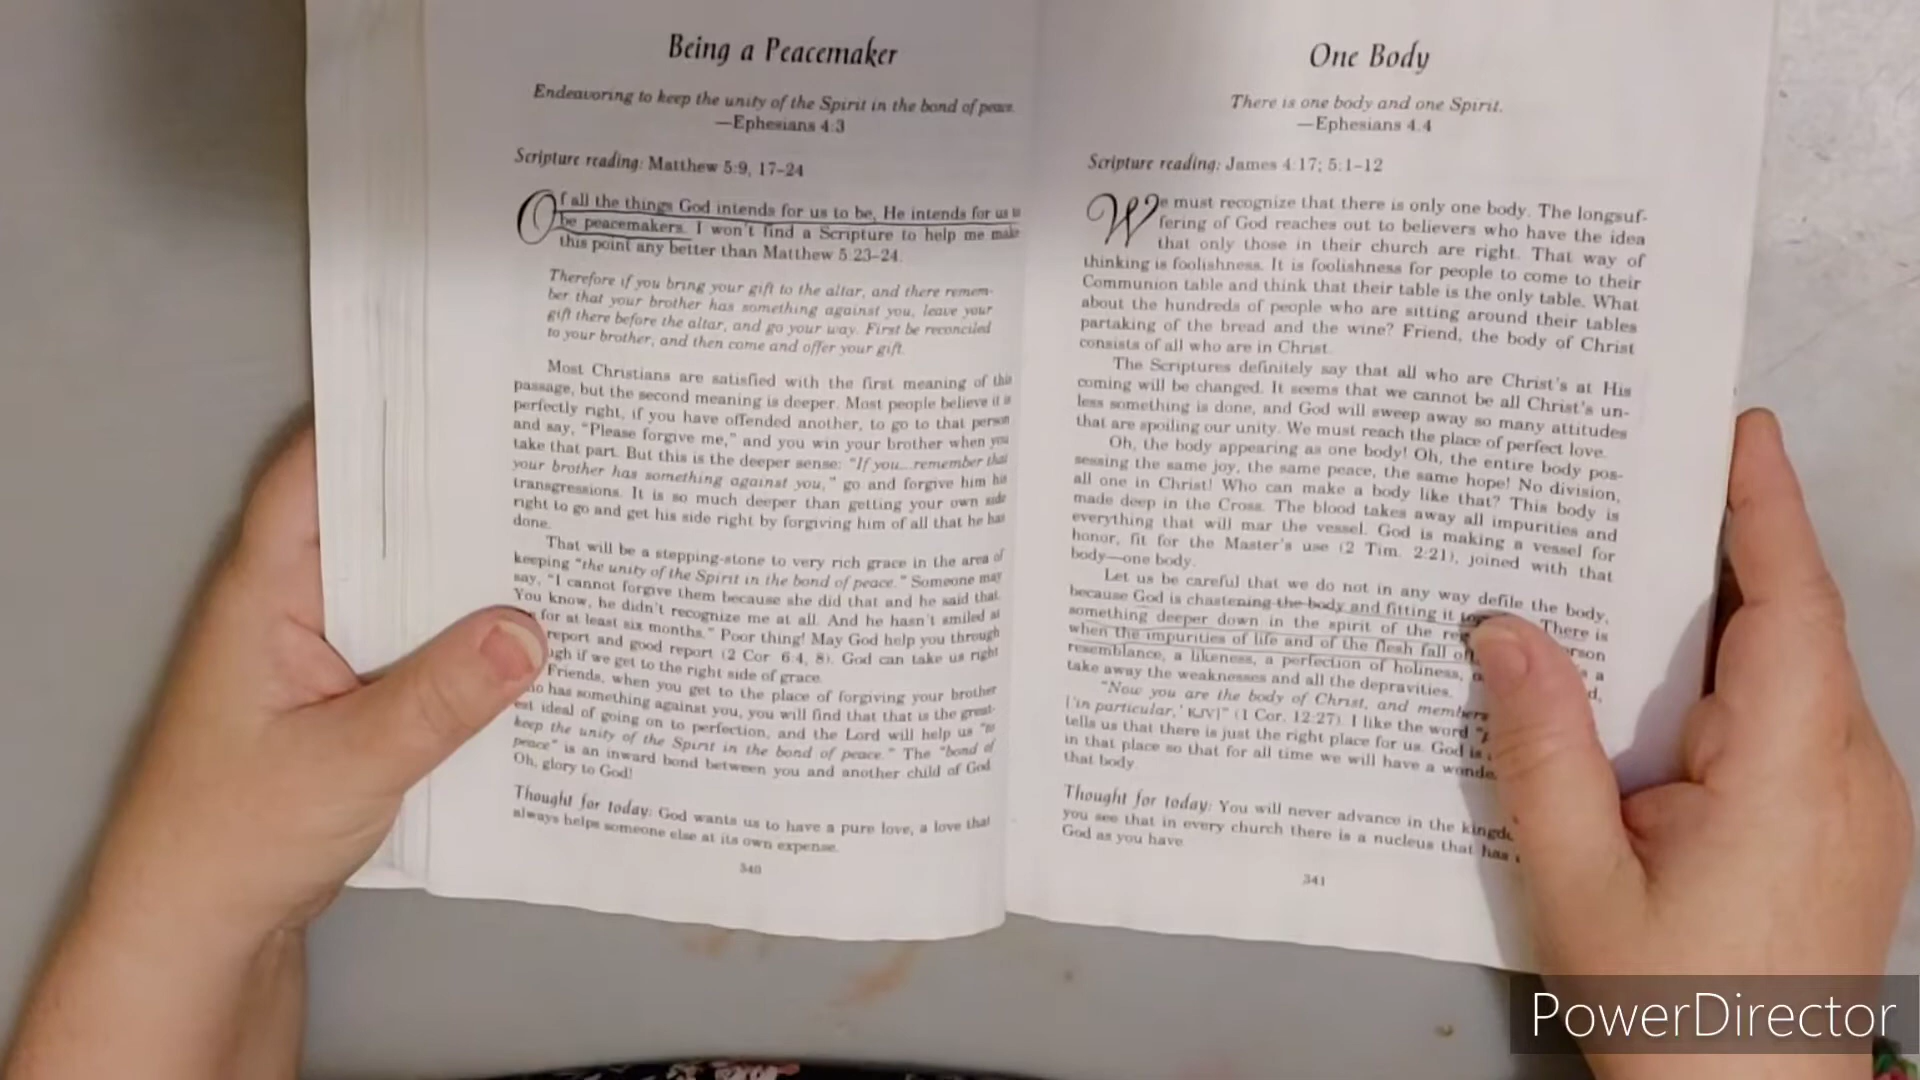 Being a Peacemaker
Endeavoring to keep the unity of the Spirit in the bond of peace.
—Ephesians 4:3
Scripture reading: Matthew 5:9, 17–24
Of all the things God intends for us to be, He intends for us to
be peacemakers. I won't find a Scripture to help me make
this point any better than Matthew 5:23–24.
Therefore if you bring your gift to the altar, and there remem-
ber that your brother has something against you, leave your
gift there before the altar, and go your way. First be reconciled
to your brother, and then come and offer your gift.
Most Christians are satisfied with the first meaning of this
passage, but the second meaning is deeper. Most people believe it is
perfectly right, if you have offended another, to go to that person
and say, "Please forgive me," and you win your brother when you
take that part. But this is the deeper sense: "If you...remember that
your brother has something against you," go and forgive him his
transgressions. It is so much deeper than getting your own side
right to go and get his side right by forgiving him of all that he has
done.
That will be a stepping-stone to very rich grace in the area of
keeping "the unity of the Spirit in the bond of peace." Someone may
say, "I cannot forgive them because she did that and he said that.
You know, he didn't recognize me at all. And he hasn't smiled at
for at least six months." Poor thing! May God help you through
report and good report (2 Cor. 6:4, 8). God can take us right
if we get to the right side of grace.
Friends, when you get to the place of forgiving your brother
has something against you, you will find that that is the great-
est ideal of going on to perfection, and the Lord will help us "to
keep the unity of the Spirit in the bond of peace." The "bond of
peace" is an inward bond between you and another child of God.
Oh, glory to God!
Thought for today: God wants us to have a pure love, a love that
always helps someone else at its own expense.
340
One Body
There is one body and one Spirit.
—Ephesians 4:4
Scripture reading: James 4:17; 5:1–12
We must recognize that there is only one body. The longsuf-
fering of God reaches out to believers who have the idea
that only those in their church are right. That way of
thinking is foolishness. It is foolishness for people to come to their
Communion table and think that their table is the only table. What
about the hundreds of people who are sitting around their tables
partaking of the bread and the wine? Friend, the body of Christ
consists of all who are in Christ.
The Scriptures definitely say that all who are Christ's at His
coming will be changed. It seems that we cannot be all Christ's un-
less something is done, and God will sweep away so many attitudes
that are spoiling our unity. We must reach the place of perfect love.
Oh, the body appearing as one body! Oh, the entire body pos-
sessing the same joy, the same peace, the same hope! No division,
all one in Christ! Who can make a body like that? This body is
made deep in the Cross. The blood takes away all impurities and
everything that will mar the vessel. God is making a vessel for
honor, fit for the Master's use (2 Tim. 2:21), joined with that
body—one body.
Let us be careful that we do not in any way defile the body,
because God is chastening the body and fitting it There is
something deeper down in the spirit of the
when the impurities of life and of the flesh fall a
resemblance, a likeness, a perfection of holiness,
take away the weaknesses and all the depravities.
"Now you are the body of Christ, and members
['in particular,' KJV]" (1 Cor. 12:27). I like the word
tells us that there is just the right place for us. God is
in that place so that for all time we will have a
that body.
Thought for today: You will never advance in the
you see that in every church there is a nucleus that has
God as you have.
341
PowerDirector